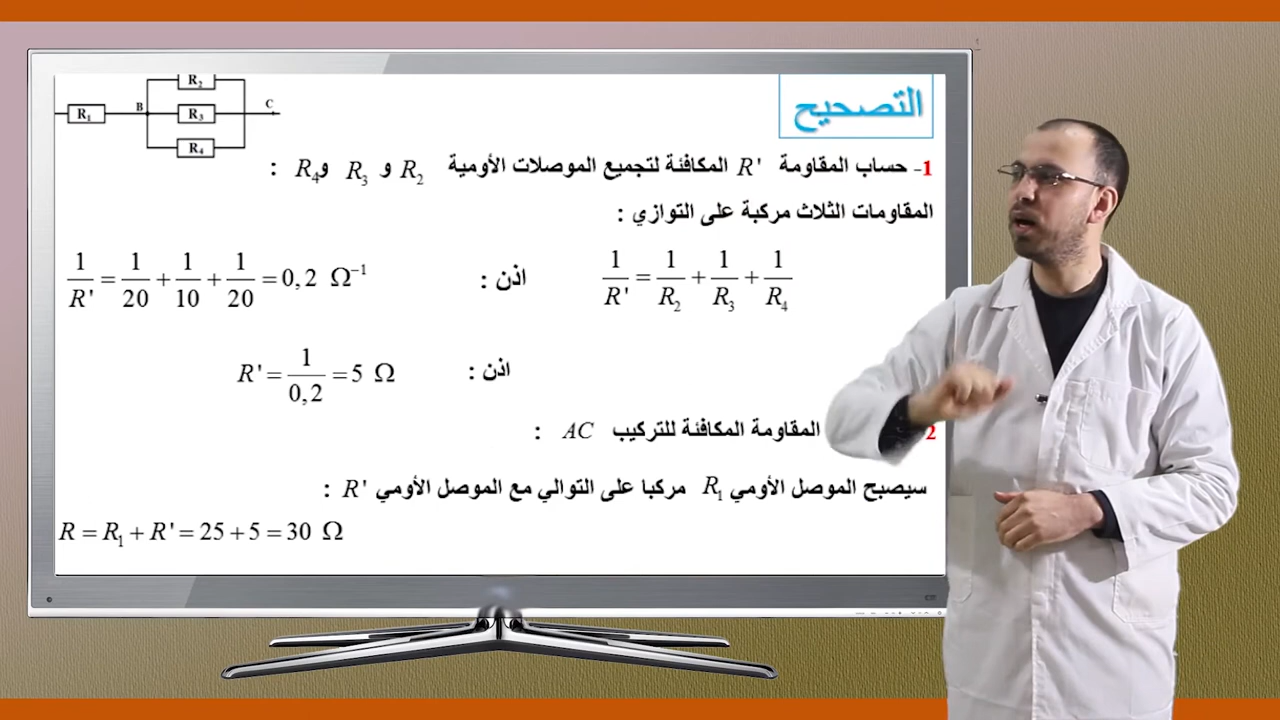 التصحيح
R₂
R₁ B R₃ C
R₄
1- حساب المقاومة R' المكافئة لتجميع الموصلات الأومية R₂ و R₃ و R₄ :
المقاومات الثلاث مركبة على التوازي :
1/R' = 1/R₂ + 1/R₃ + 1/R₄ اذن : 1/R' = 1/20 + 1/10 + 1/20 = 0,2 Ω⁻¹
اذن : R' = 1/0,2 = 5 Ω
2 المقاومة المكافئة للتركيب AC :
سيصبح الموصل الأومي R₁ مركبا على التوالي مع الموصل الأومي R' :
R = R₁ + R' = 25 + 5 = 30 Ω